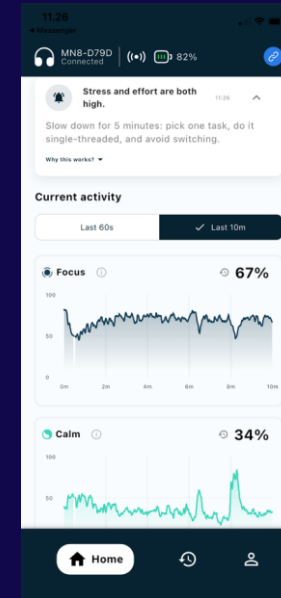 11.26
◀ Messenger
MN8-D79D
Connected
82%
Stress and effort are both high.
11:26
Slow down for 5 minutes: pick one task, do it
single-threaded, and avoid switching.
Why this works?
Current activity
Last 60s
Last 10m
Focus
67%
100
50
0
0m 2m 4m 6m 8m 10m
Calm
34%
100
50
Home